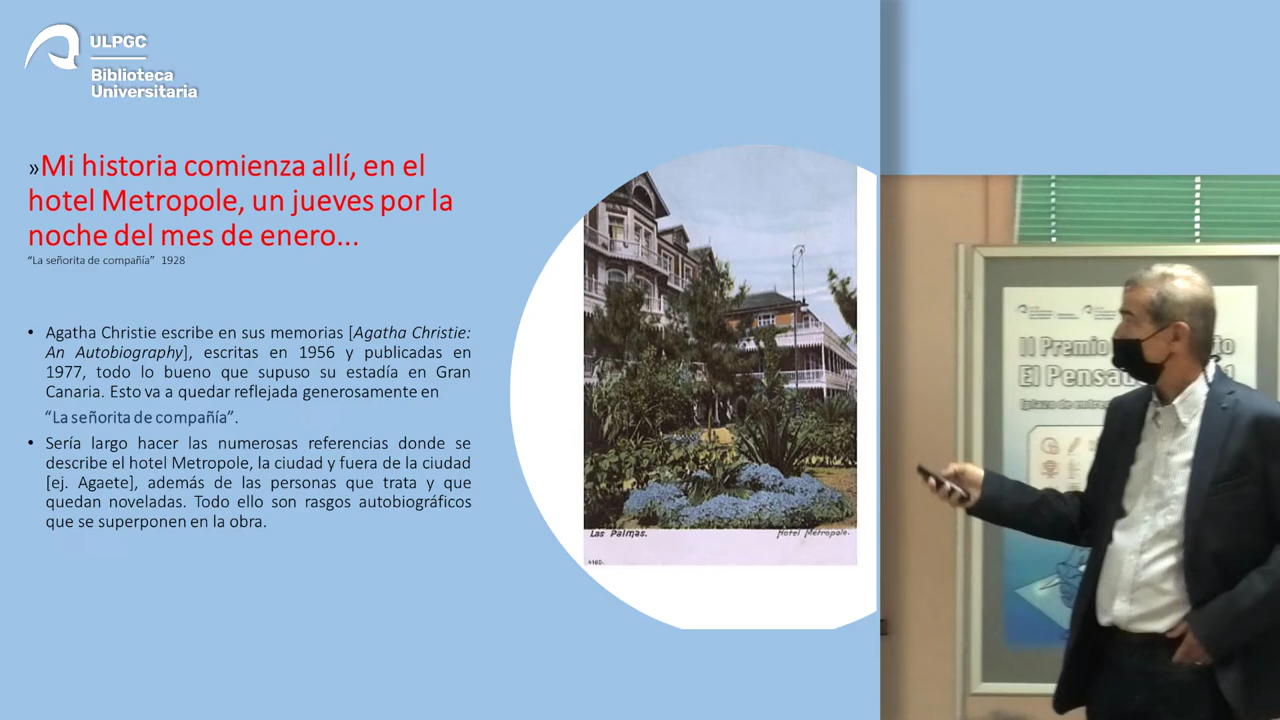 ULPGC
Biblioteca
Universitaria
»Mi historia comienza allí, en el
hotel Metropole, un jueves por la
noche del mes de enero...
“La señorita de compañía” 1928
• Agatha Christie escribe en sus memorias [Agatha Christie:
An Autobiography], escritas en 1956 y publicadas en
1977, todo lo bueno que supuso su estadía en Gran
Canaria. Esto va a quedar reflejada generosamente en
“La señorita de compañía”.
• Sería largo hacer las numerosas referencias donde se
describe el hotel Metropole, la ciudad y fuera de la ciudad
[ej. Agaete], además de las personas que trata y que
quedan noveladas. Todo ello son rasgos autobiográficos
que se superponen en la obra.
Las Palmas.
Hotel Métropole.
4160.
II Premio
El Pensa